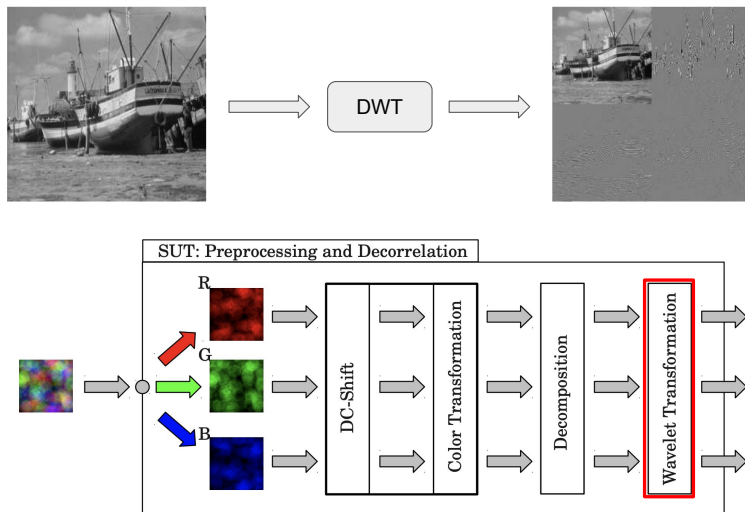 DWT
SUT: Preprocessing and Decorrelation
R
G
B
DC-Shift
Color Transformation
Decomposition
Wavelet Transformation